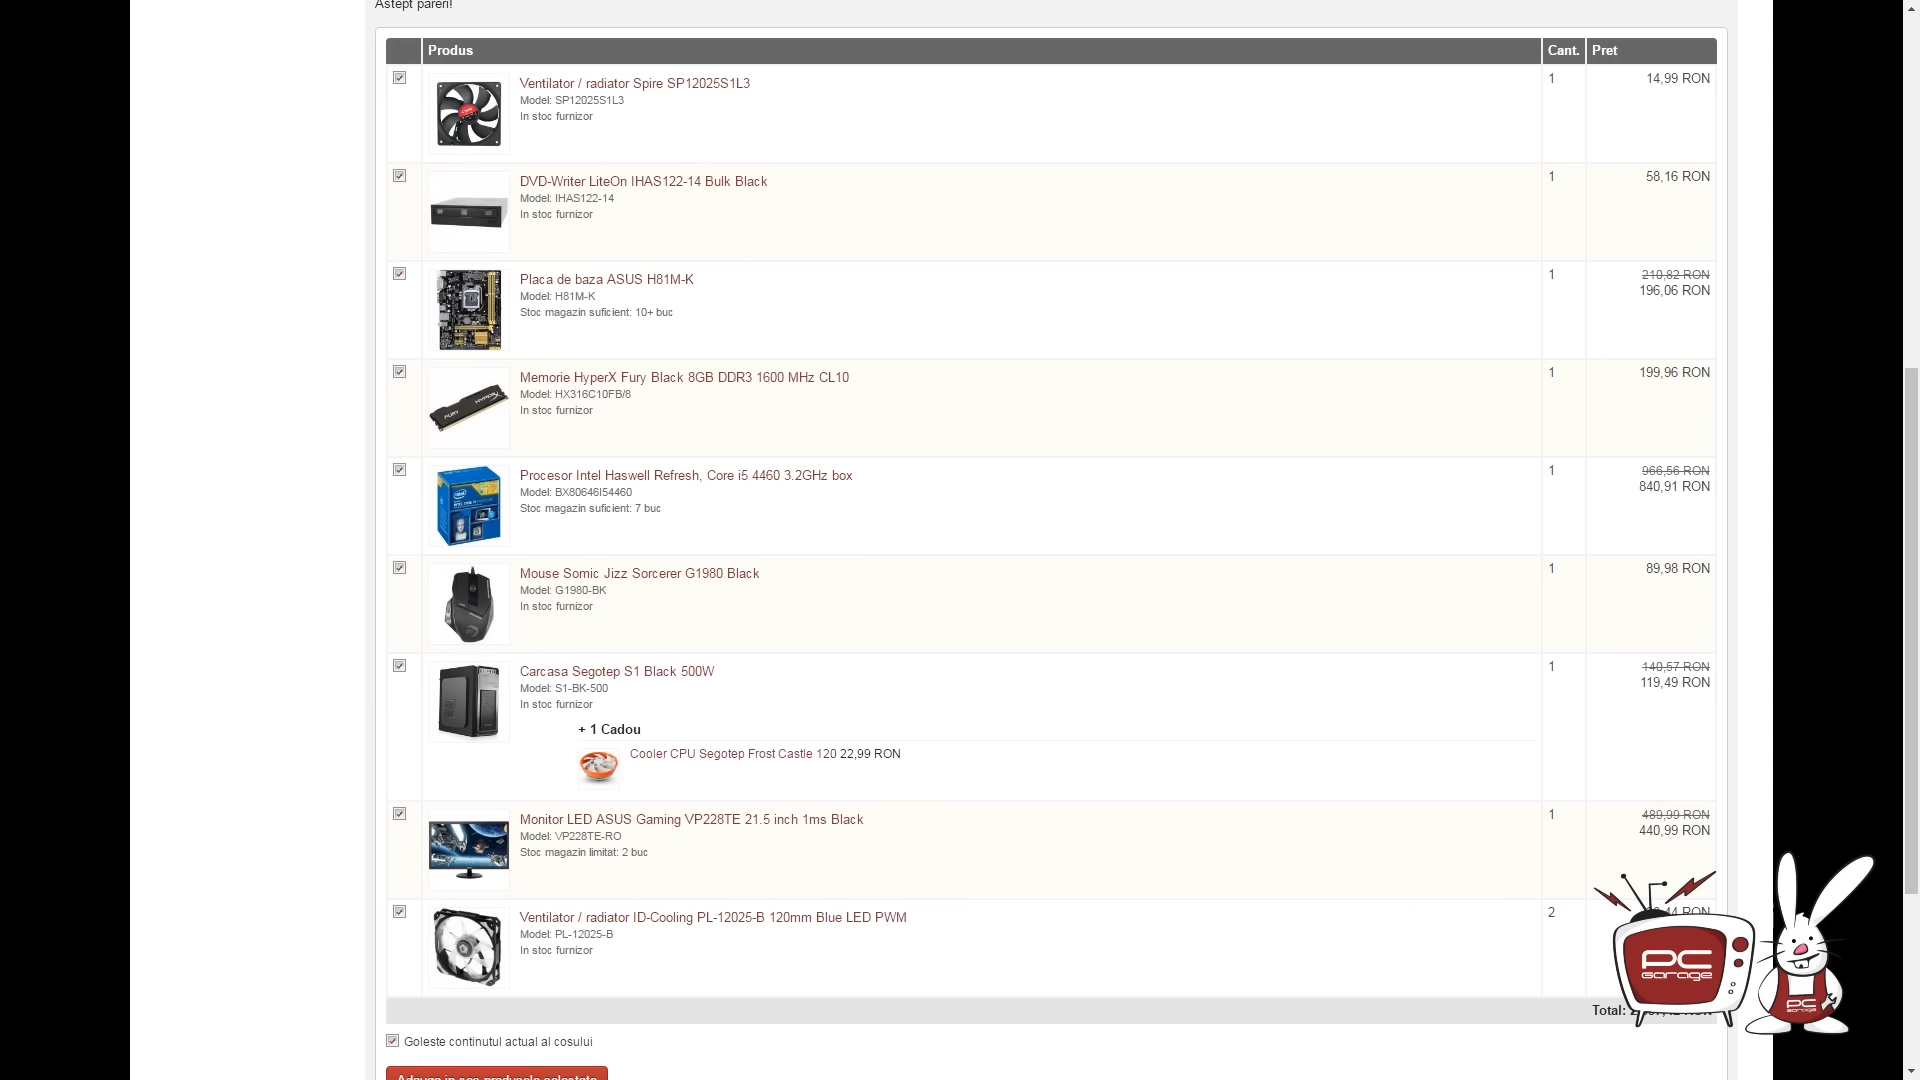 Astept pareri!
Produs Cant. Pret
Ventilator / radiator Spire SP12025S1L3 1 14,99 RON
Model: SP12025S1L3
In stoc furnizor
DVD-Writer LiteOn IHAS122-14 Bulk Black 1 58,16 RON
Model: IHAS122-14
In stoc furnizor
Placa de baza ASUS H81M-K 1 210,82 RON
Model: H81M-K 196,06 RON
Stoc magazin suficient: 10+ buc
Memorie HyperX Fury Black 8GB DDR3 1600 MHz CL10 1 199,96 RON
Model: HX316C10FB/8
In stoc furnizor
Procesor Intel Haswell Refresh, Core i5 4460 3.2GHz box 1 966,56 RON
Model: BX80646I54460 840,91 RON
Stoc magazin suficient: 7 buc
Mouse Somic Jizz Sorcerer G1980 Black 1 89,98 RON
Model: G1980-BK
In stoc furnizor
Carcasa Segotep S1 Black 500W 1 140,57 RON
Model: S1-BK-500 119,49 RON
In stoc furnizor
+ 1 Cadou
Cooler CPU Segotep Frost Castle 120 22,99 RON
Monitor LED ASUS Gaming VP228TE 21.5 inch 1ms Black 1 489,99 RON
Model: VP228TE-RO 440,99 RON
Stoc magazin limitat: 2 buc
Ventilator / radiator ID-Cooling PL-12025-B 120mm Blue LED PWM 2 RON
Model: PL-12025-B
In stoc furnizor
Total:
PC
GARAGE
PC
GARAGE
Goleste continutul actual al cosului
Adauga in cos produsele selectate